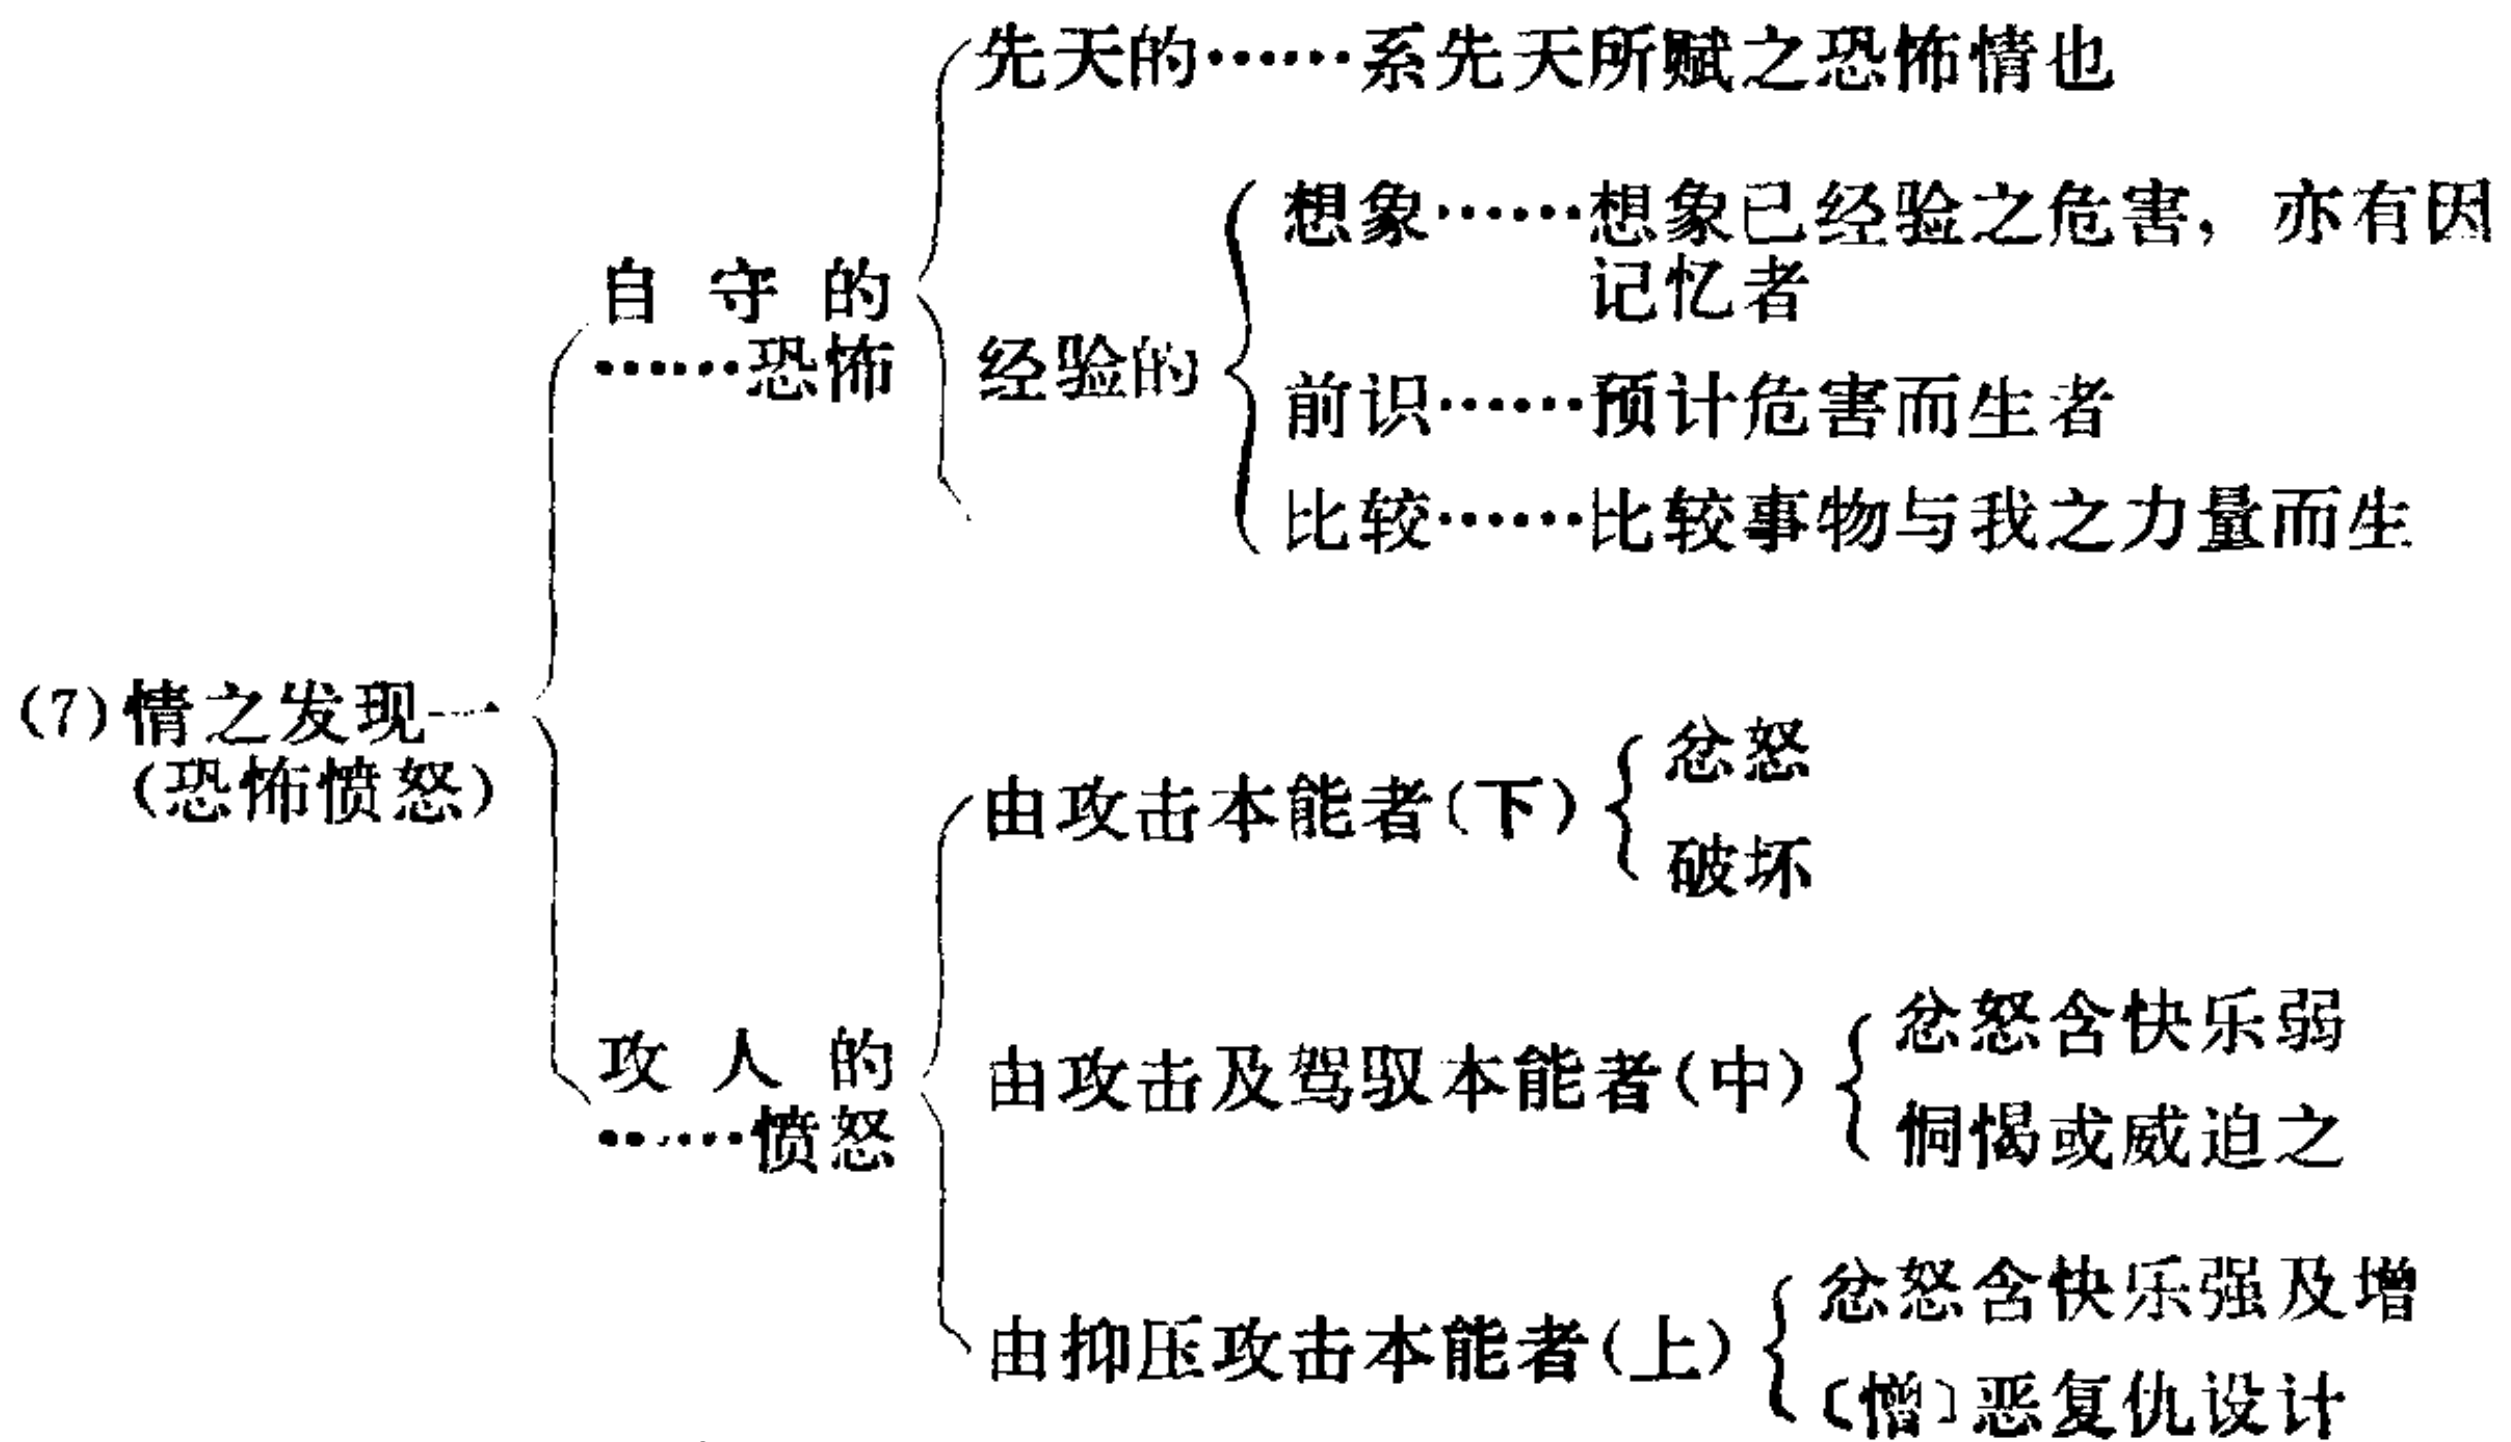 先天的……系先天所赋之恐怖情也
想象……想象已经验之危害，亦有因
记忆者
自守的
……恐怖
经验的
前识……预计危害而生者
比较……比较事物与我之力量而生
(7)情之发现
(恐怖愤怒)
由攻击本能者(下)
忿怒
破坏
攻人的
……愤怒
由攻击及驾驭本能者(中)
忿怒含快乐弱
恫愒或威迫之
由抑压攻击本能者(上)
忿怒含快乐强及增
〔憎〕恶复仇设计